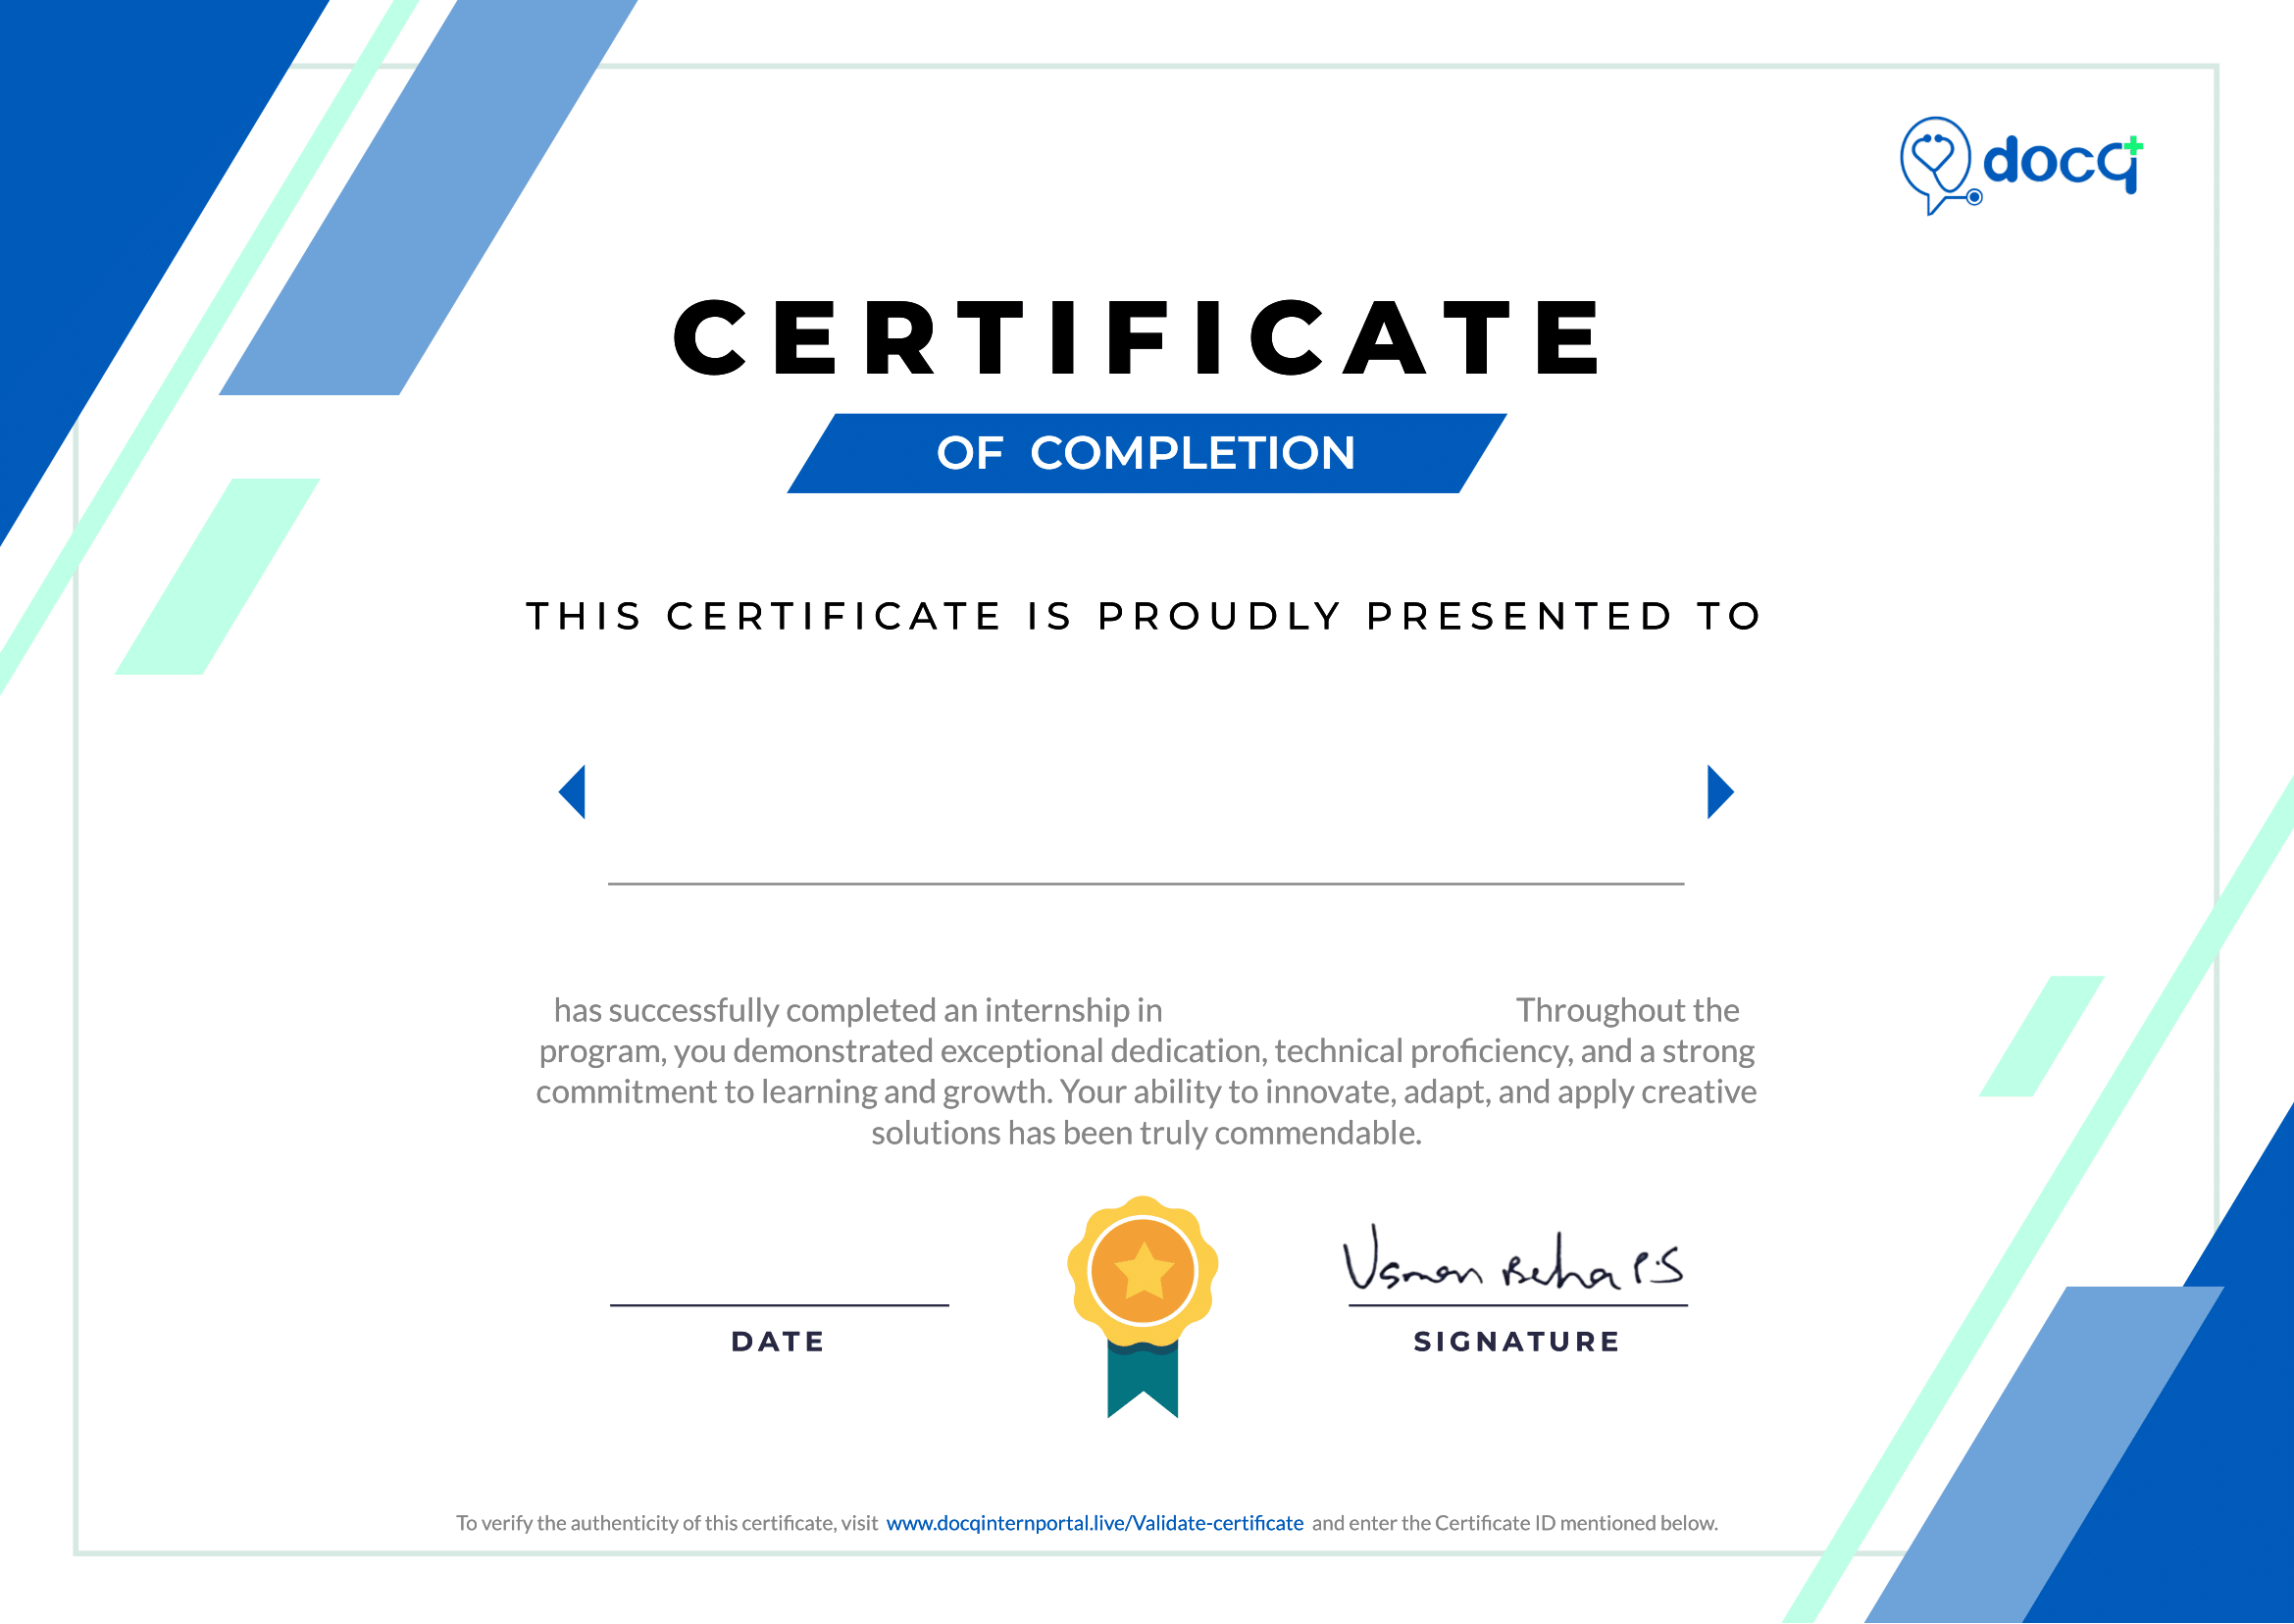 docq
CERTIFICATE
OF COMPLETION
THIS CERTIFICATE IS PROUDLY PRESENTED TO
has successfully completed an internship in Throughout the
program, you demonstrated exceptional dedication, technical proficiency, and a strong
commitment to learning and growth. Your ability to innovate, adapt, and apply creative
solutions has been truly commendable.
Usman Beha P.S
DATE
SIGNATURE
To verify the authenticity of this certificate, visit www.docqinternportal.live/Validate-certificate and enter the Certificate ID mentioned below.